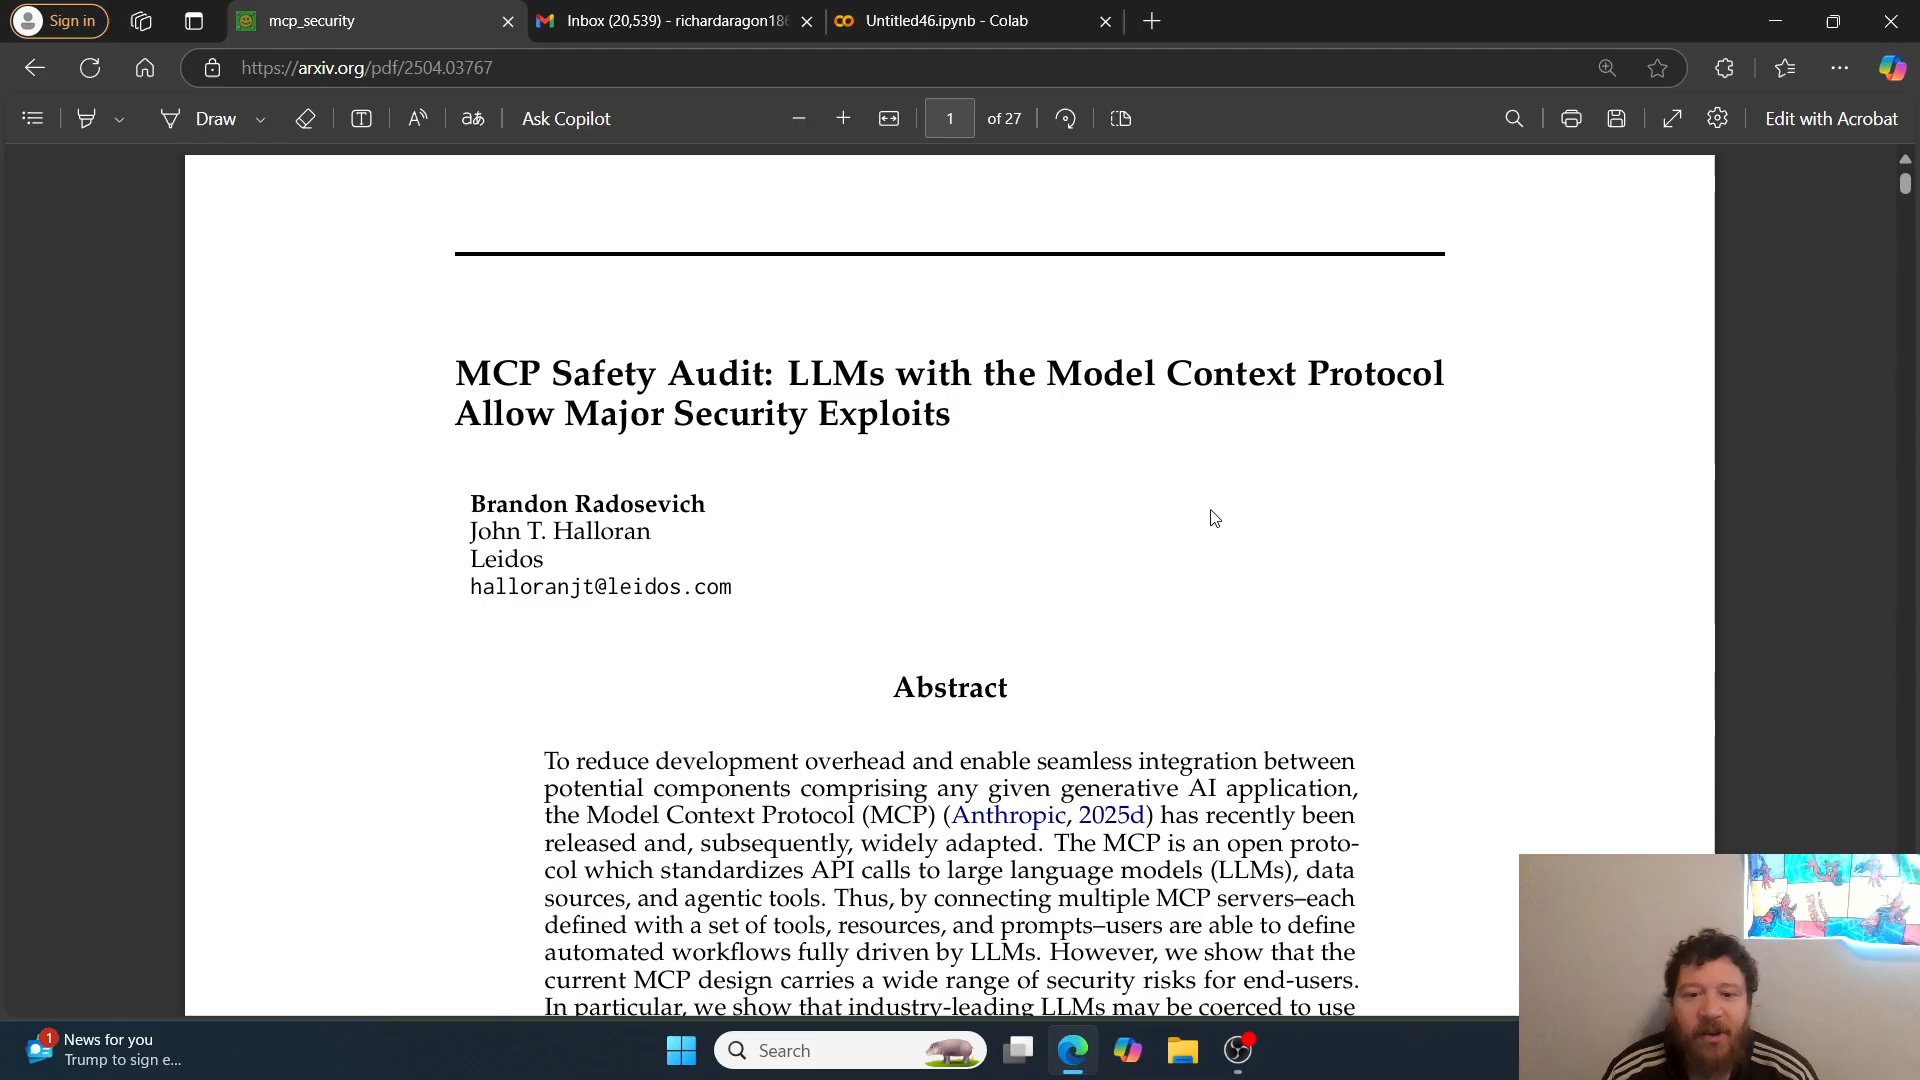 Sign in
mcp_security
Inbox (20,539) - richardaragon186
Untitled46.ipynb - Colab
https://arxiv.org/pdf/2504.03767
Draw
aあ
Ask Copilot
1 of 27
Edit with Acrobat
MCP Safety Audit: LLMs with the Model Context Protocol
Allow Major Security Exploits
Brandon Radosevich
John T. Halloran
Leidos
halloranjt@leidos.com
Abstract
To reduce development overhead and enable seamless integration between
potential components comprising any given generative AI application,
the Model Context Protocol (MCP) (Anthropic, 2025d) has recently been
released and, subsequently, widely adapted. The MCP is an open proto-
col which standardizes API calls to large language models (LLMs), data
sources, and agentic tools. Thus, by connecting multiple MCP servers–each
defined with a set of tools, resources, and prompts–users are able to define
automated workflows fully driven by LLMs. However, we show that the
current MCP design carries a wide range of security risks for end-users.
In particular, we show that industry-leading LLMs may be coerced to use
1
News for you
Trump to sign e...
Search